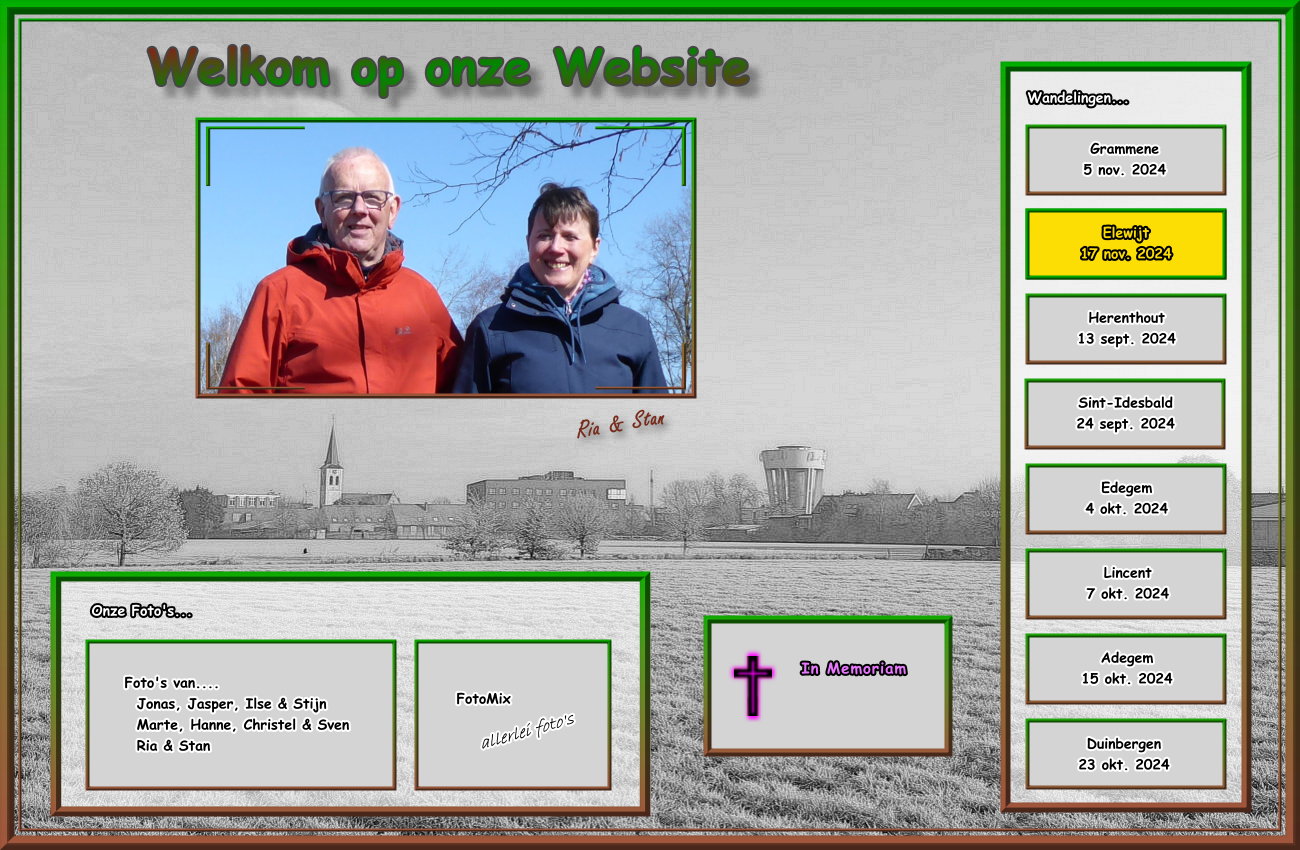 Welkom op onze Website
Ria & Stan
Wandelingen...
Grammene
5 nov. 2024
Elewijt
17 nov. 2024
Herenthout
13 sept. 2024
Sint-Idesbald
24 sept. 2024
Edegem
4 okt. 2024
Lincent
7 okt. 2024
Adegem
15 okt. 2024
Duinbergen
23 okt. 2024
Onze Foto's...
Foto's van....
Jonas, Jasper, Ilse & Stijn
Marte, Hanne, Christel & Sven
Ria & Stan
FotoMix
allerlei foto's
In Memoriam